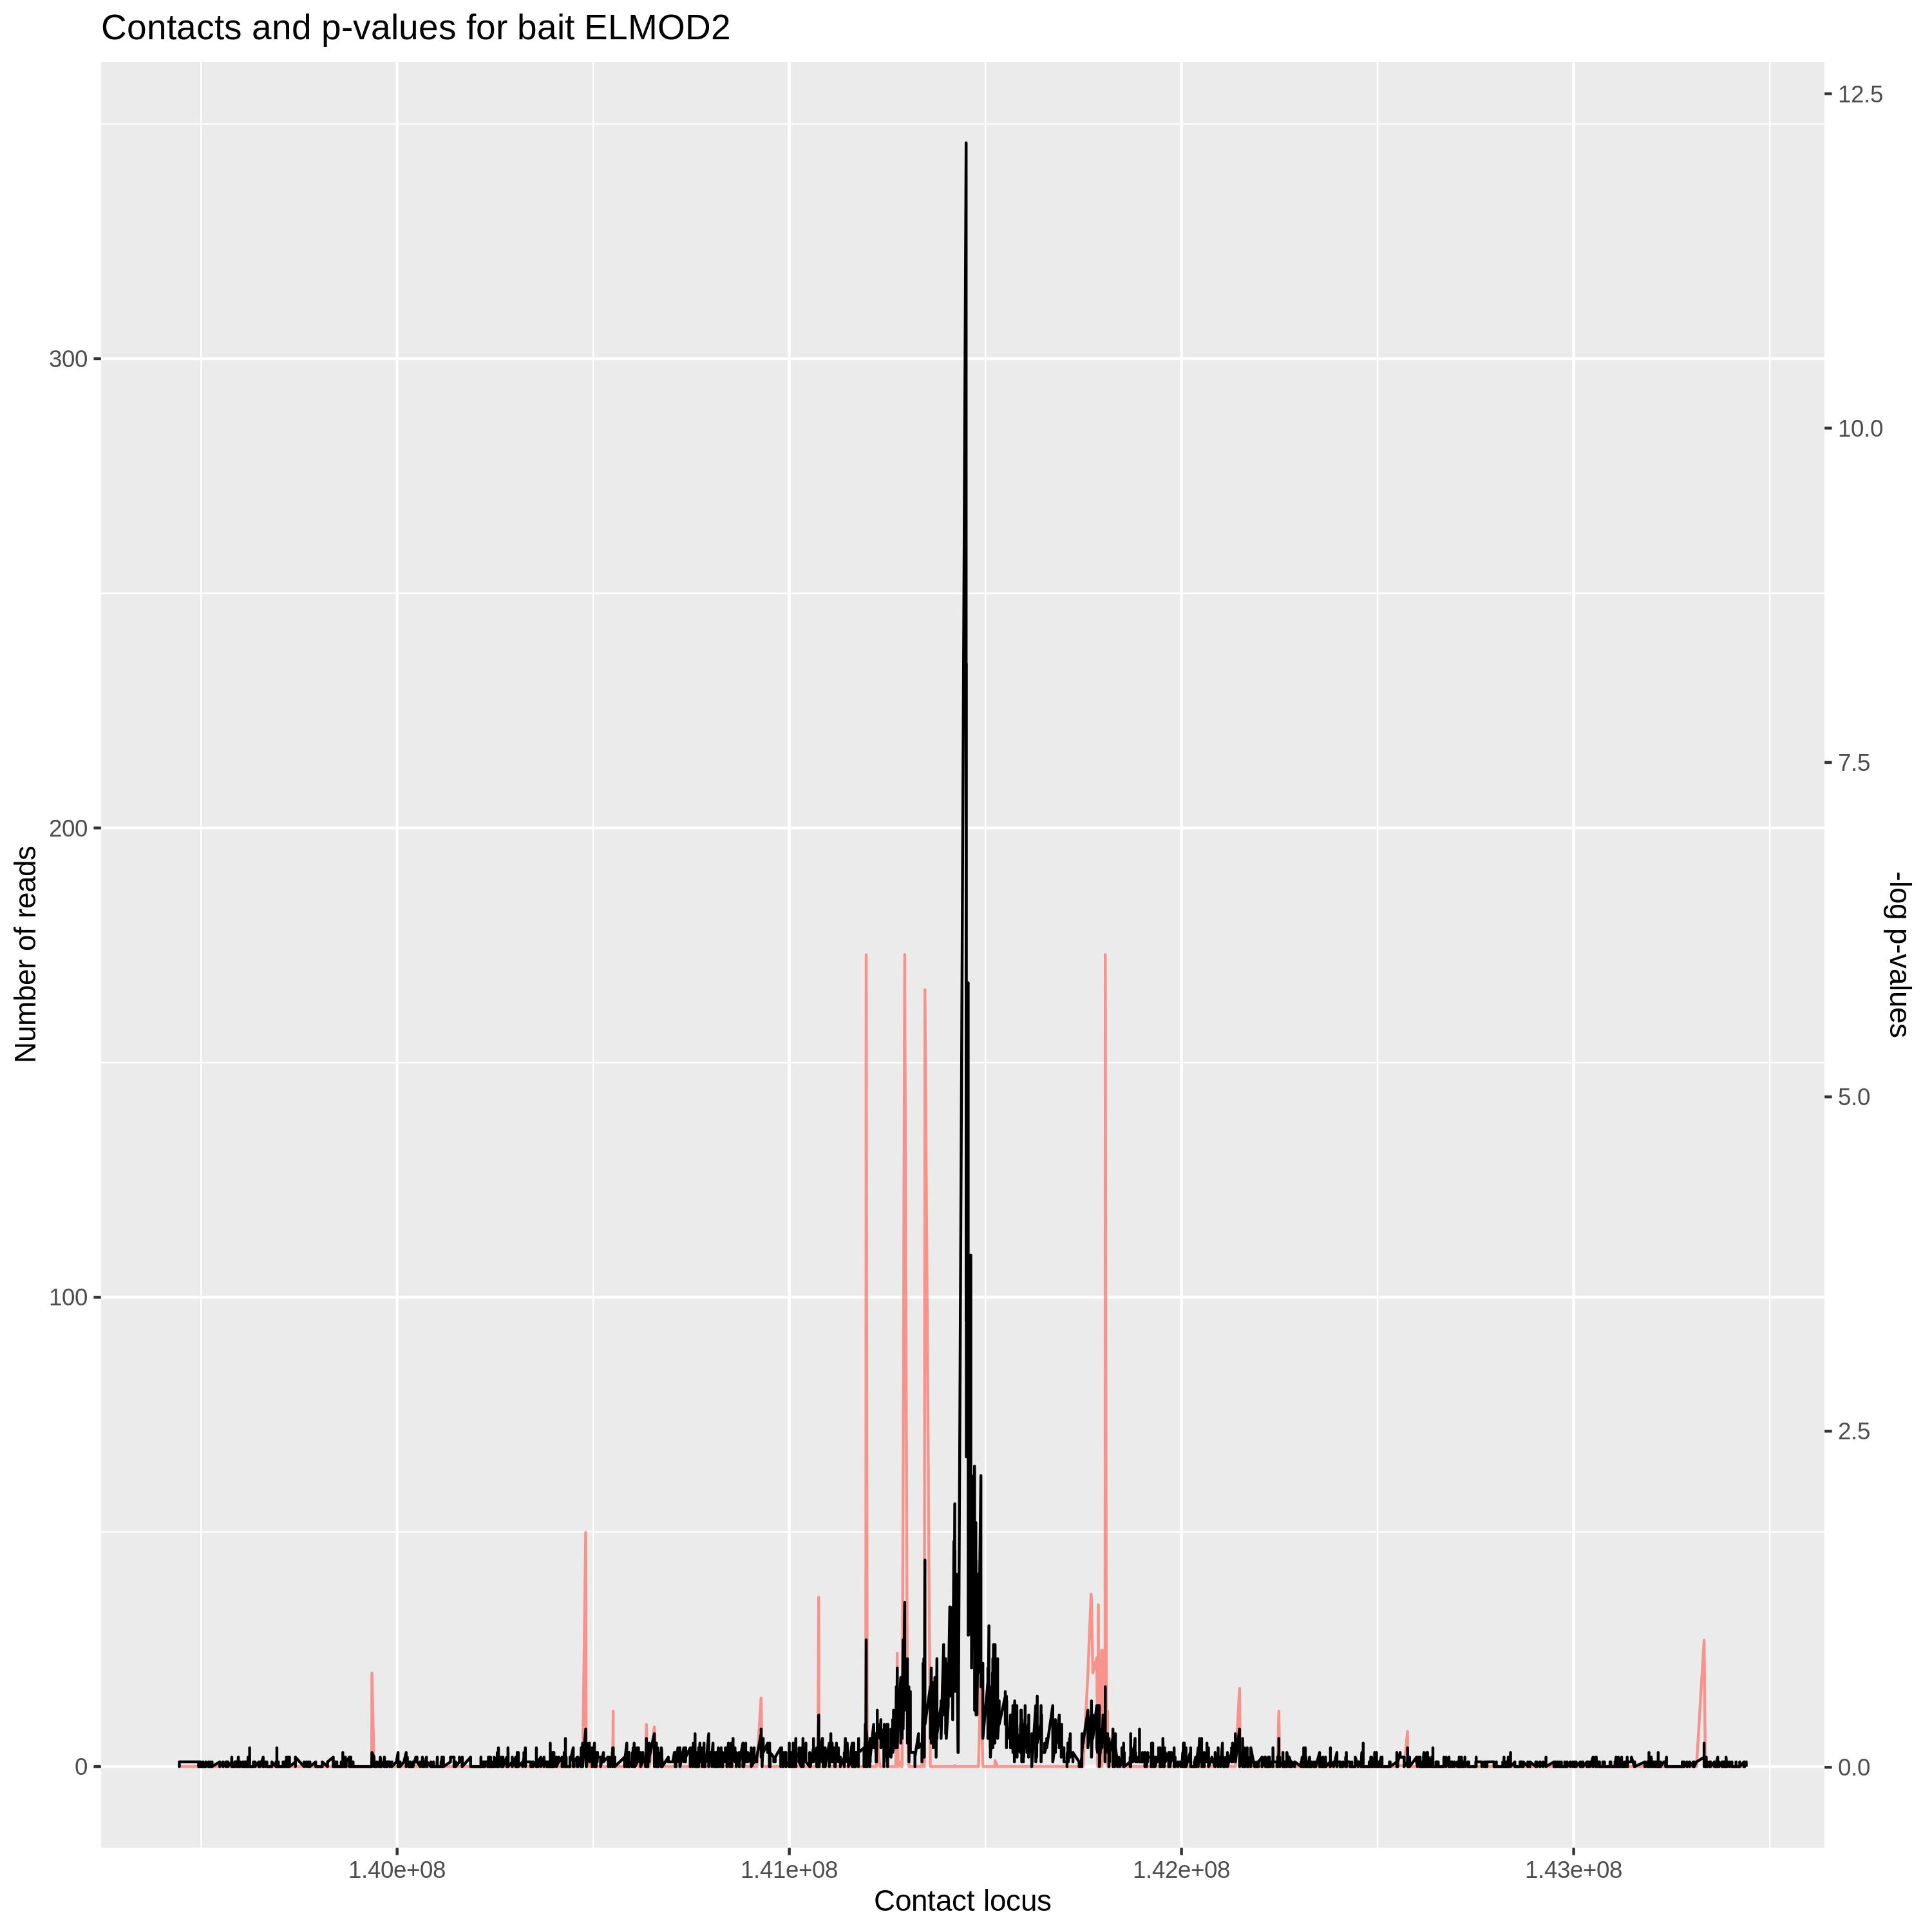 Contacts and p-values for bait ELMOD2
300
200
100
0
Number of reads
12.5
10.0
7.5
5.0
2.5
0.0
-log p-values
1.40e+08
1.41e+08
1.42e+08
1.43e+08
Contact locus